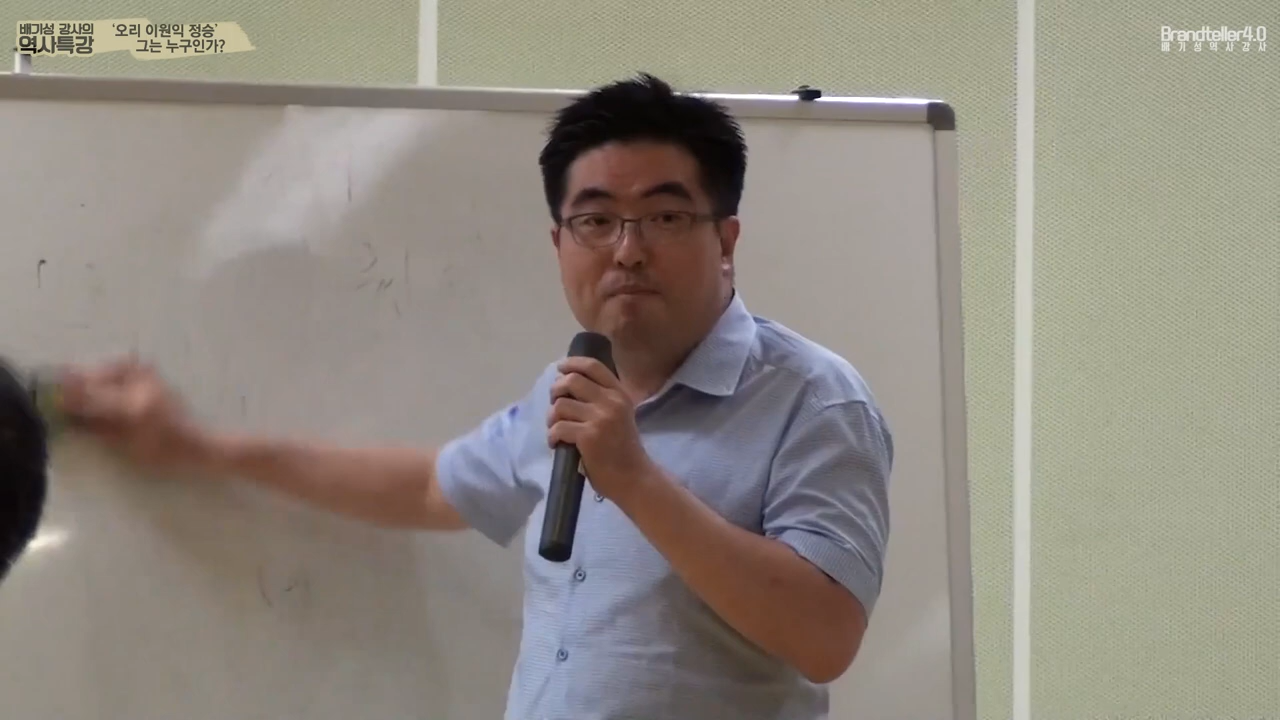 배기성 강사의
역사특강
'오리 이원익 정승'
그는 누구인가?
Brandteller4.0
배기성역사강사